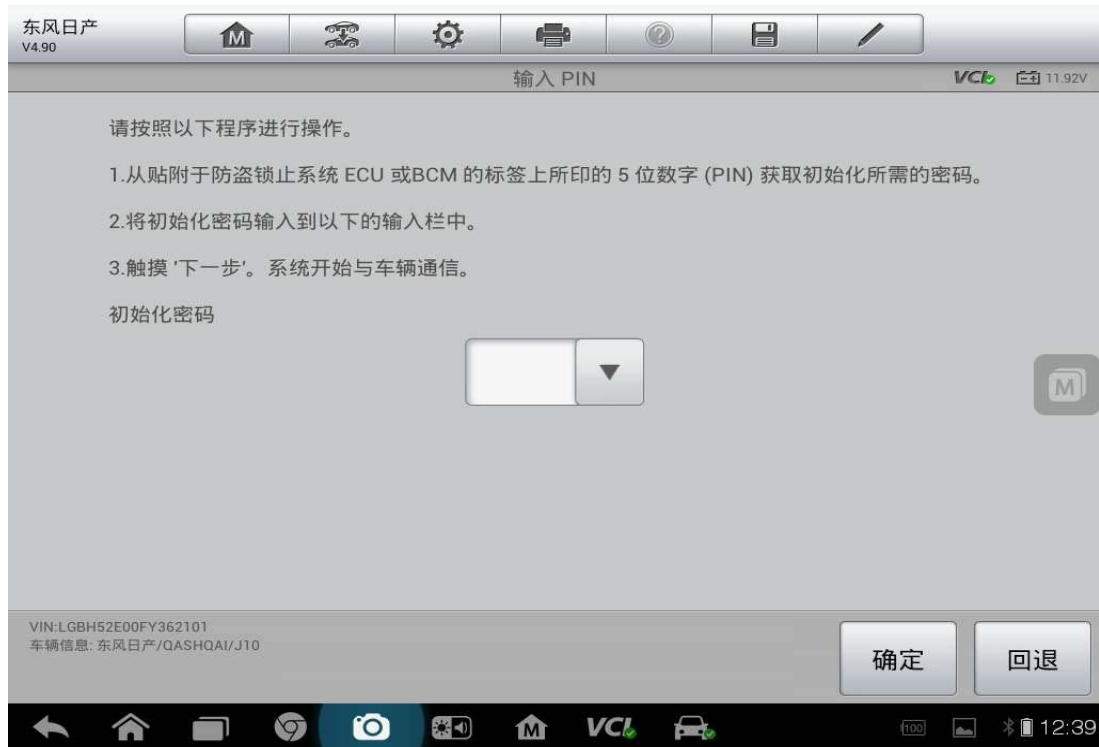 东风日产
V4.90
输入 PIN
VCI 11.92V
请按照以下程序进行操作。
1.从贴附于防盗锁止系统 ECU 或BCM 的标签上所印的 5 位数字 (PIN) 获取初始化所需的密码。
2.将初始化密码输入到以下的输入栏中。
3.触摸 '下一步'。系统开始与车辆通信。
初始化密码
M
VIN:LGBH52E00FY362101
车辆信息: 东风日产/QASHQAI/J10
确定
回退
M VCI 100 12:39